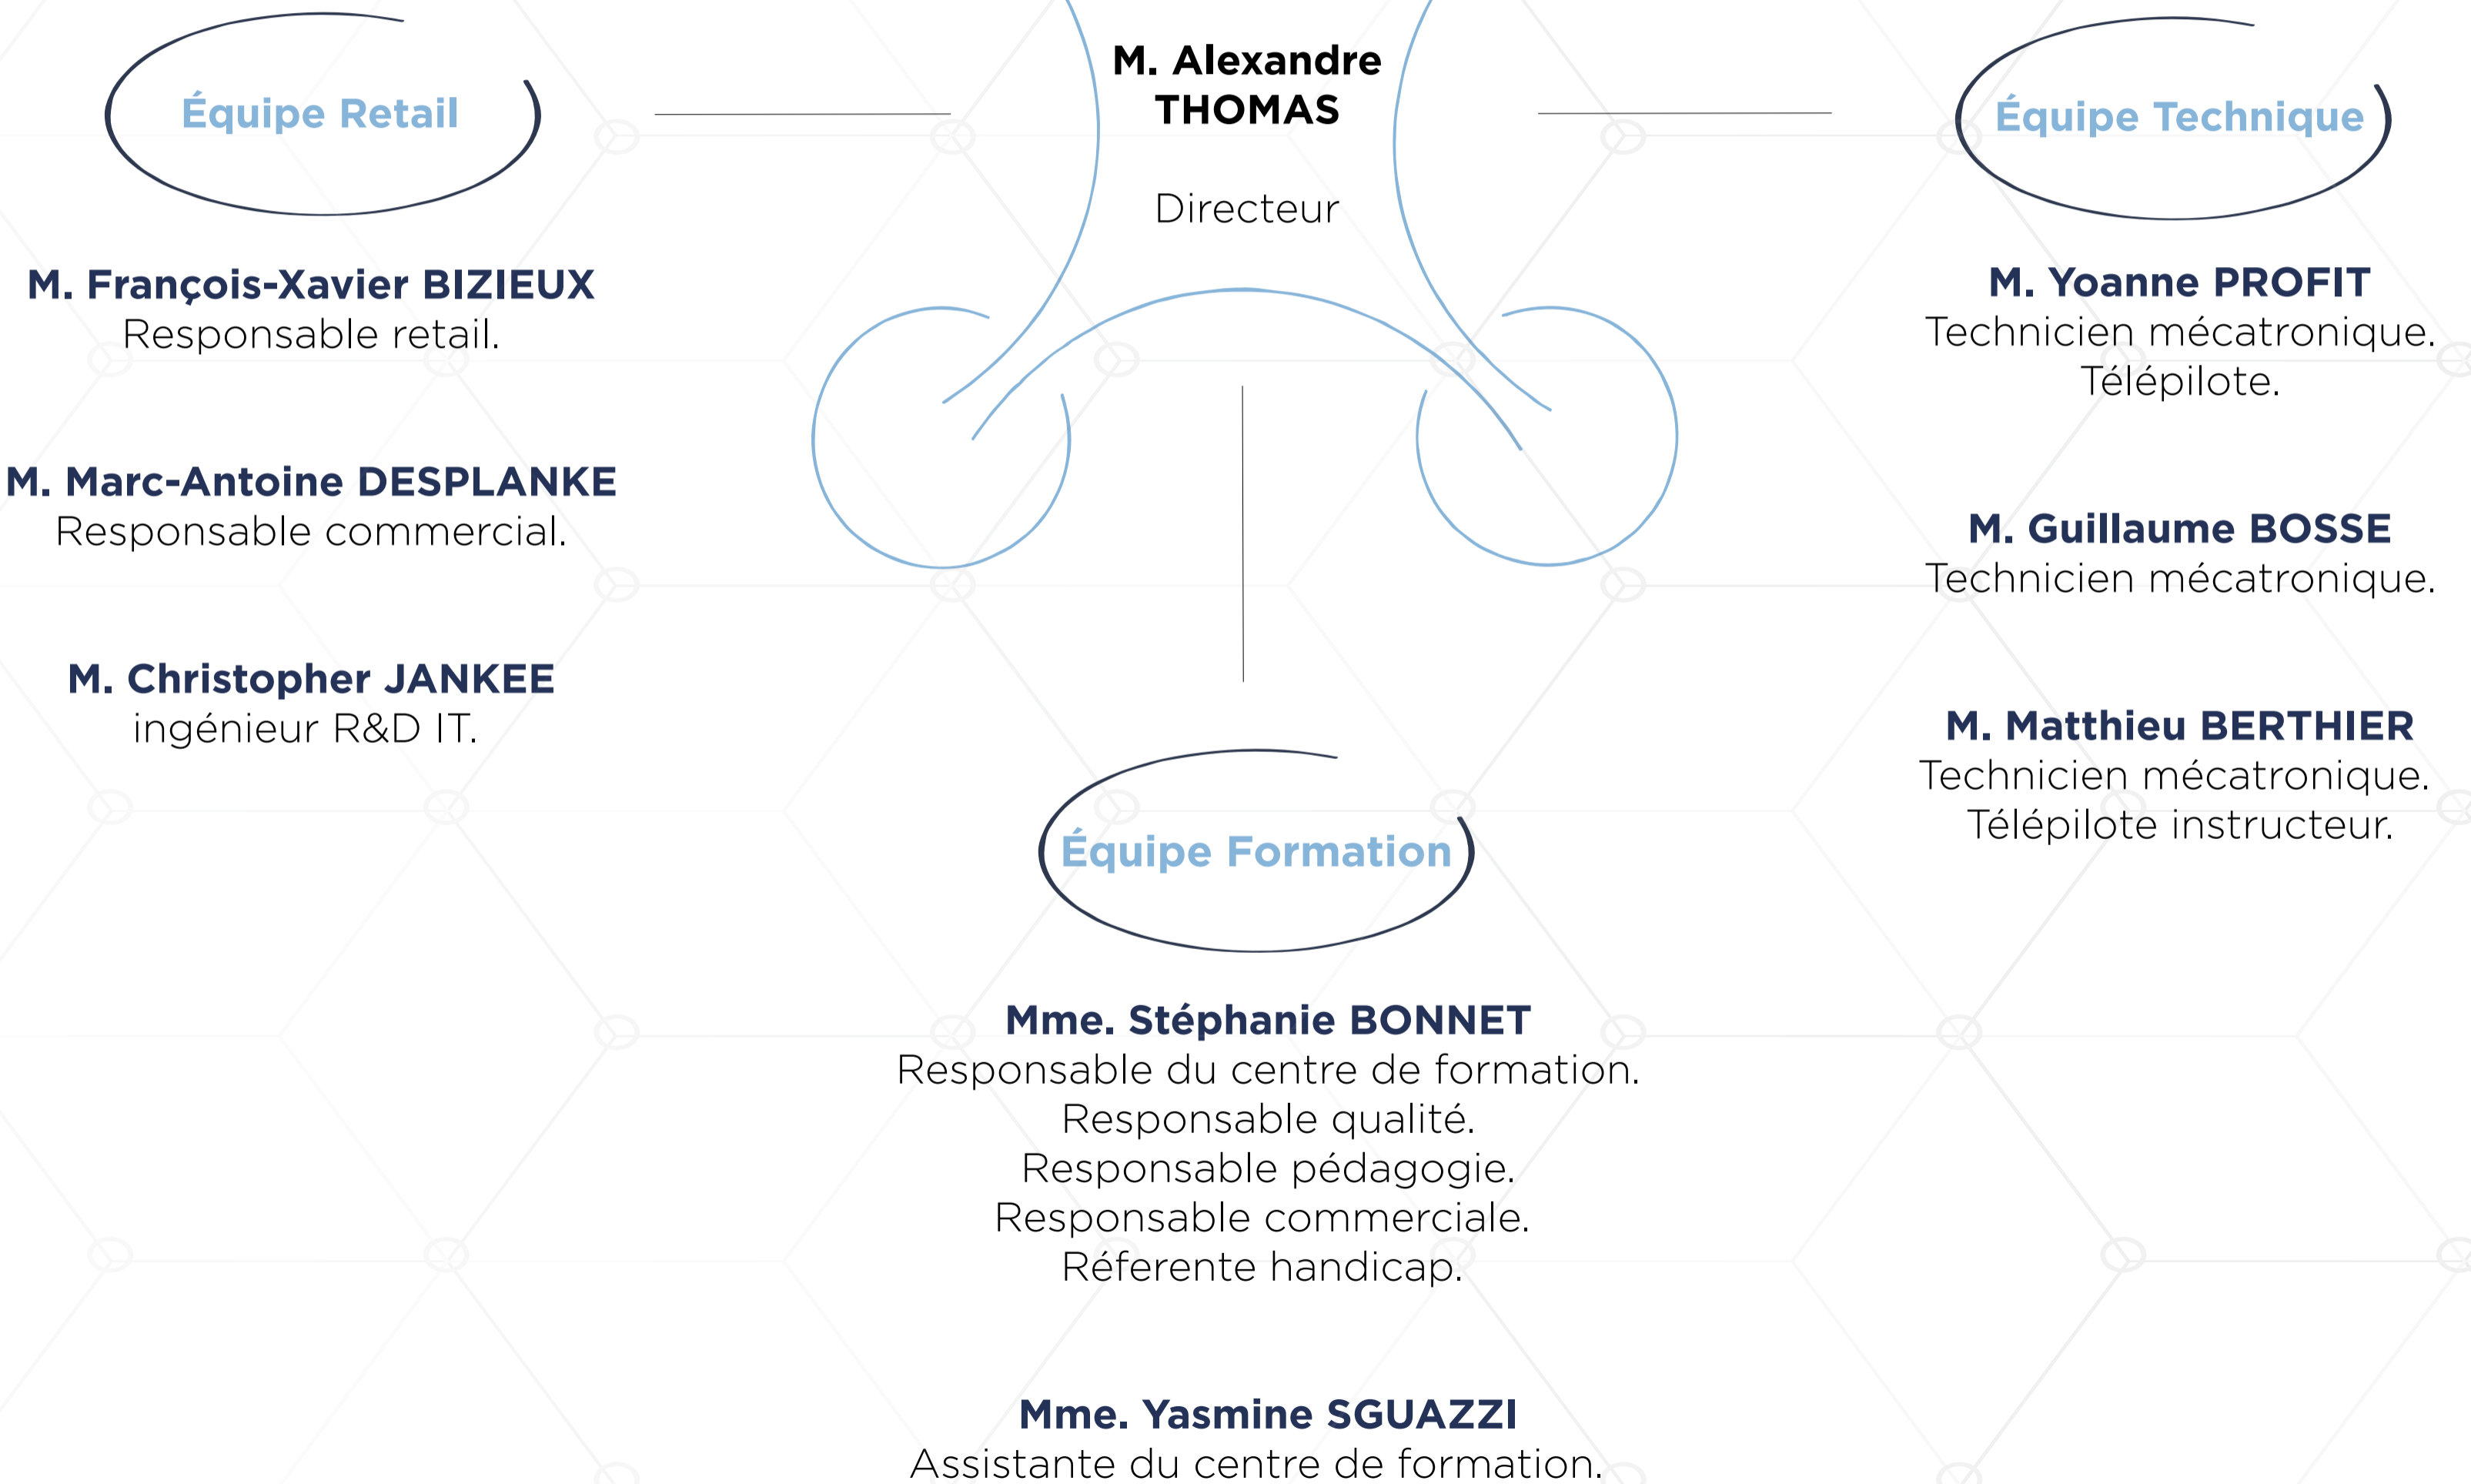 M. Alexandre
THOMAS
Directeur
Équipe Retail
M. François-Xavier BIZIEUX
Responsable retail.
M. Marc-Antoine DESPLANKE
Responsable commercial.
M. Christopher JANKEE
ingénieur R&D IT.
Équipe Technique
M. Yoanne PROFIT
Technicien mécatronique.
Télépilote.
M. Guillaume BOSSE
Technicien mécatronique.
M. Matthieu BERTHIER
Technicien mécatronique.
Télépilote instructeur.
Équipe Formation
Mme. Stéphanie BONNET
Responsable du centre de formation.
Responsable qualité.
Responsable pédagogie.
Responsable commerciale.
Réferente handicap.
Mme. Yasmine SGUAZZI
Assistante du centre de formation.